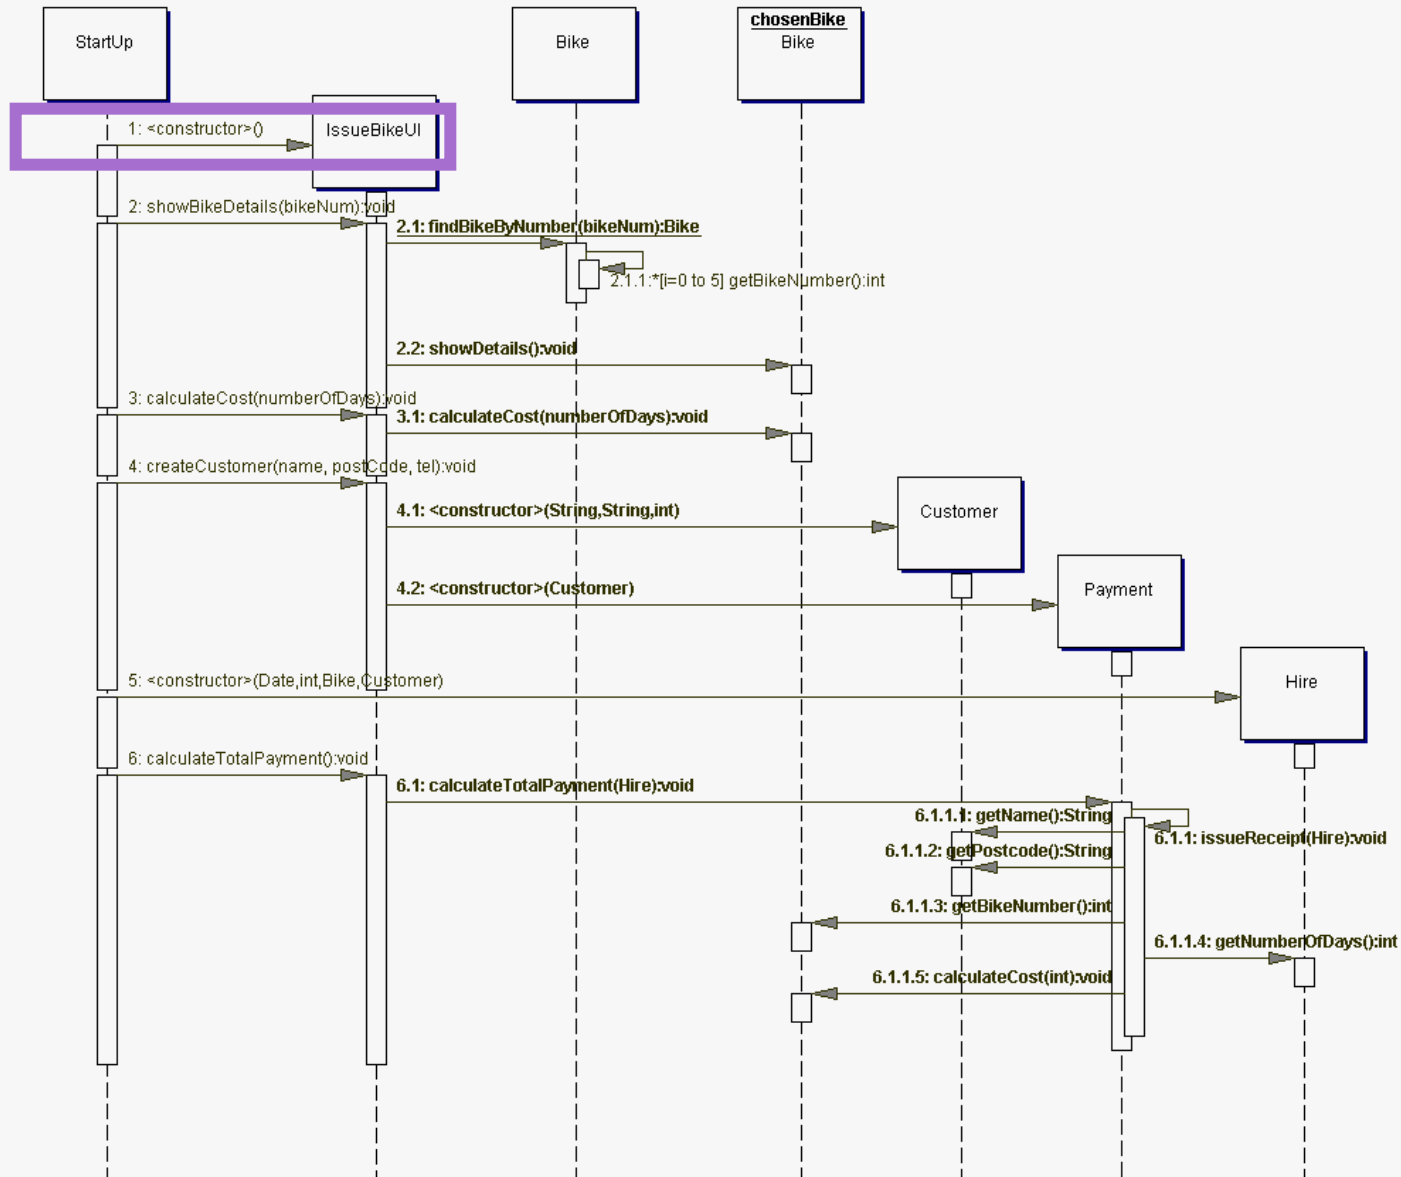 StartUp
Bike
chosenBike
Bike
1: <constructor>()
IssueBikeUI
2: showBikeDetails(bikeNum):void
2.1: findBikeByNumber(bikeNum):Bike
2.1.1:*[i=0 to 5] getBikeNumber():int
2.2: showDetails():void
3: calculateCost(numberOfDays):void
3.1: calculateCost(numberOfDays):void
4: createCustomer(name, postCode, tel):void
4.1: <constructor>(String,String,int)
Customer
4.2: <constructor>(Customer)
Payment
5: <constructor>(Date,int,Bike,Customer)
Hire
6: calculateTotalPayment():void
6.1: calculateTotalPayment(Hire):void
6.1.1.1: getName():String
6.1.1: issueReceipt(Hire):void
6.1.1.2: getPostcode():String
6.1.1.3: getBikeNumber():int
6.1.1.4: getNumberOfDays():int
6.1.1.5: calculateCost(int):void